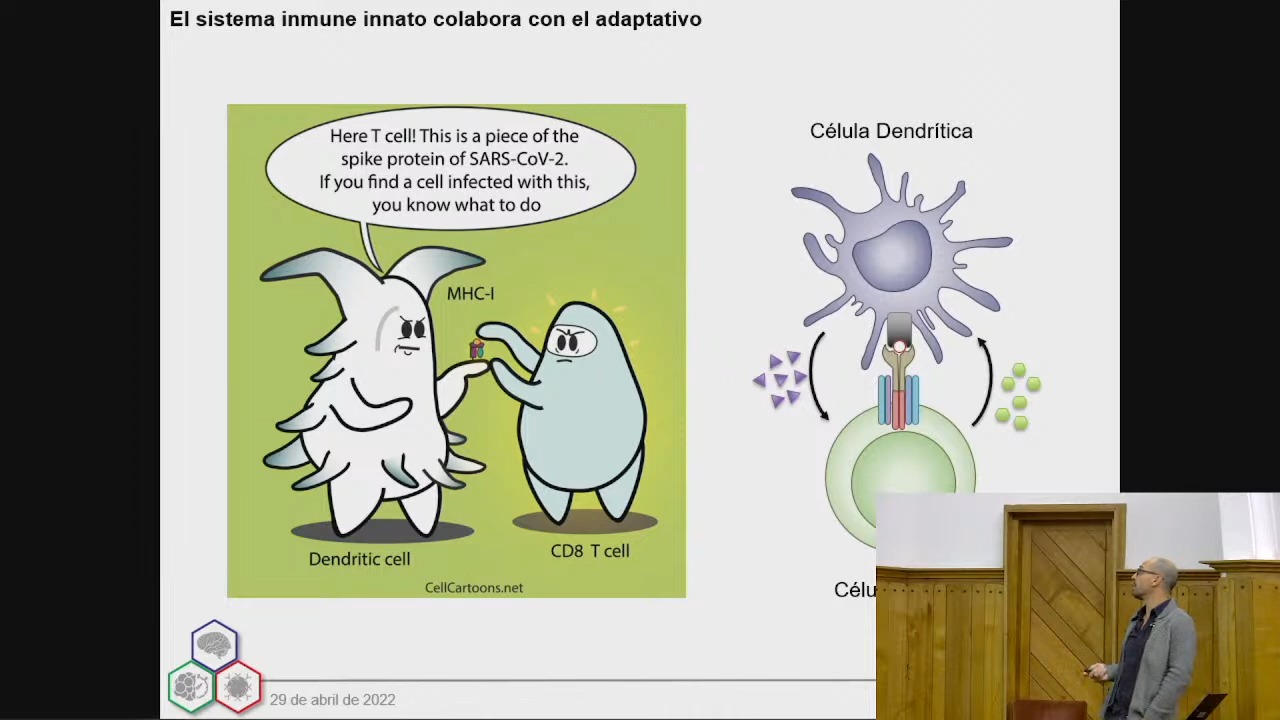 El sistema inmune innato colabora con el adaptativo
Here T cell! This is a piece of the
spike protein of SARS-CoV-2.
If you find a cell infected with this,
you know what to do
MHC-I
Dendritic cell
CD8 T cell
CellCartoons.net
Célula Dendrítica
Célu
29 de abril de 2022